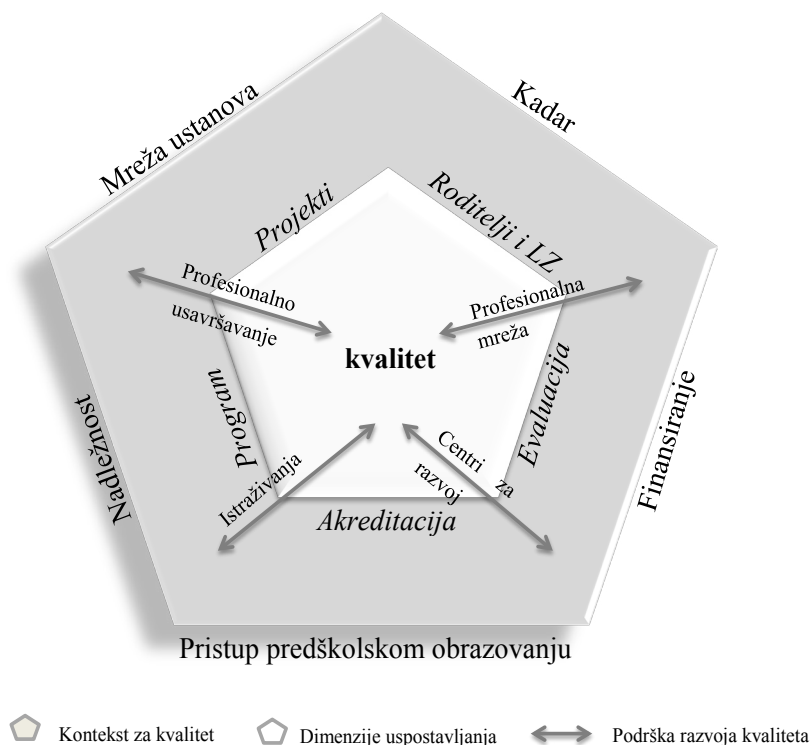 Mreža ustanova
Kadar
Projekti
Roditelji i LZ
Profesionalno
usavršavanje
Profesionalna
mreža
kvalitet
Nadležnost
Program
Evaluacija
Finansiranje
Istraživanja
Centri za
razvoj
Akreditacija
Pristup predškolskom obrazovanju
Kontekst za kvalitet
Dimenzije uspostavljanja
Podrška razvoja kvaliteta